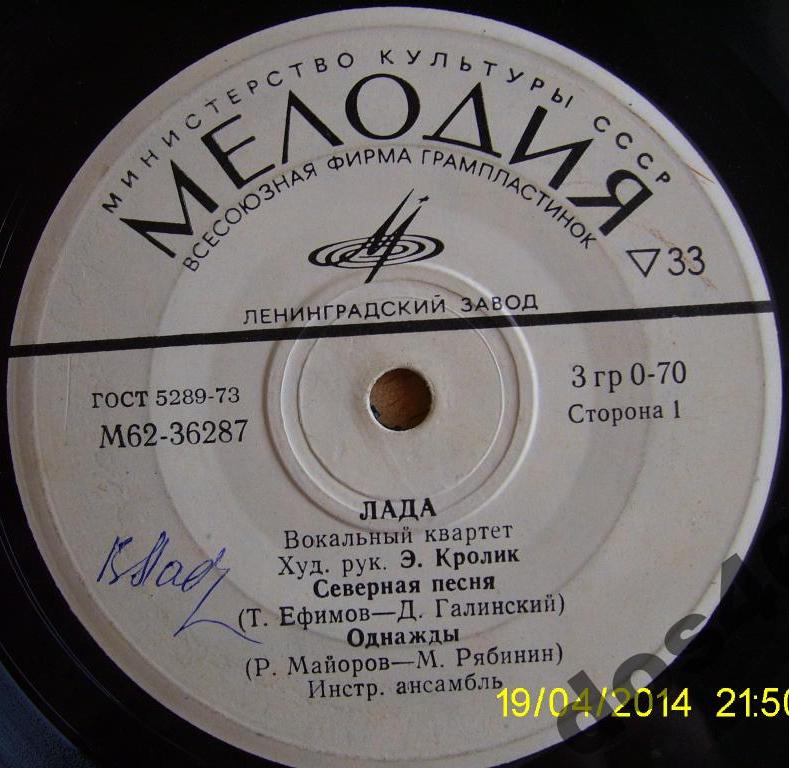 МИНИСТЕРСТВО КУЛЬТУРЫ СССР
МЕЛОДИЯ
ВСЕСОЮЗНАЯ ФИРМА ГРАМПЛАСТИНОК
33
ЛЕНИНГРАДСКИЙ ЗАВОД
ГОСТ 5289-73
3 гр 0-70
М62-36287
Сторона 1
ЛАДА
Вокальный квартет
Худ. рук. Э. Кролик
Северная песня
(Т. Ефимов—Д. Галинский)
Однажды
(Р. Майоров—М. Рябинин)
Инстр. ансамбль
19/04/2014 21:50